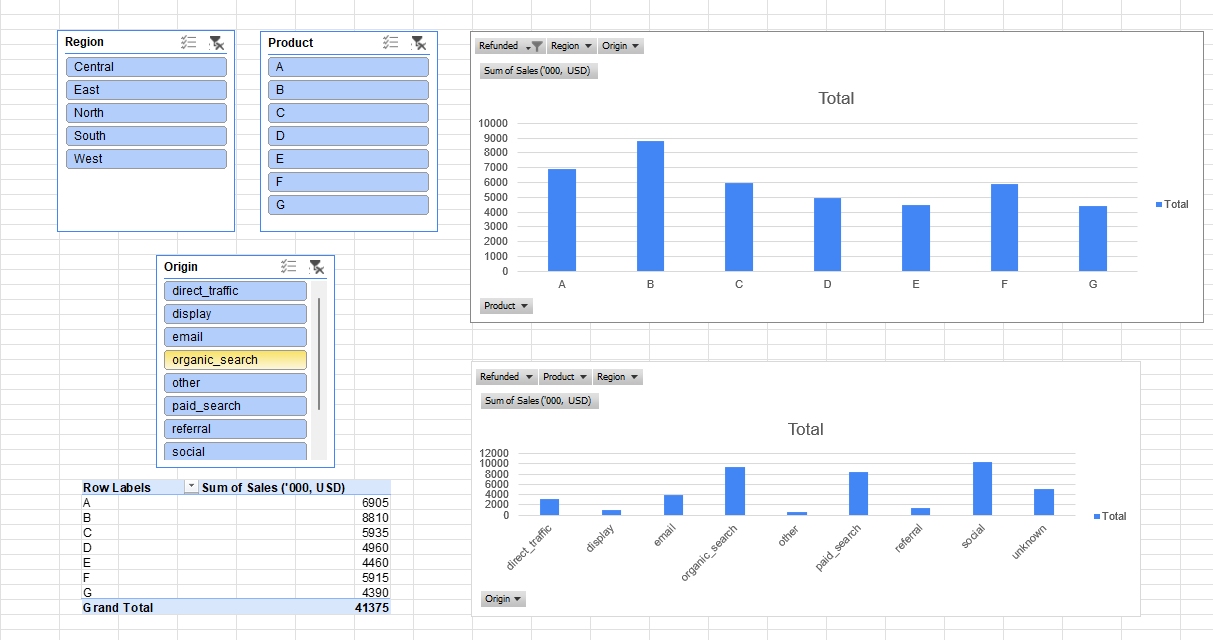 Region
Central
East
North
South
West
Product
A
B
C
D
E
F
G
Refunded Region Origin
Sum of Sales ('000, USD)
Total
10000
9000
8000
7000
6000
5000
4000
3000
2000
1000
0
A B C D E F G
Total
Product
Origin
direct_traffic
display
email
organic_search
other
paid_search
referral
social
Row Labels Sum of Sales ('000, USD)
A 6905
B 8810
C 5935
D 4960
E 4460
F 5915
G 4390
Grand Total 41375
Refunded Product Region
Sum of Sales ('000, USD)
Total
12000
10000
8000
6000
4000
2000
0
direct_traffic display email organic_search other paid_search referral social unknown
Total
Origin